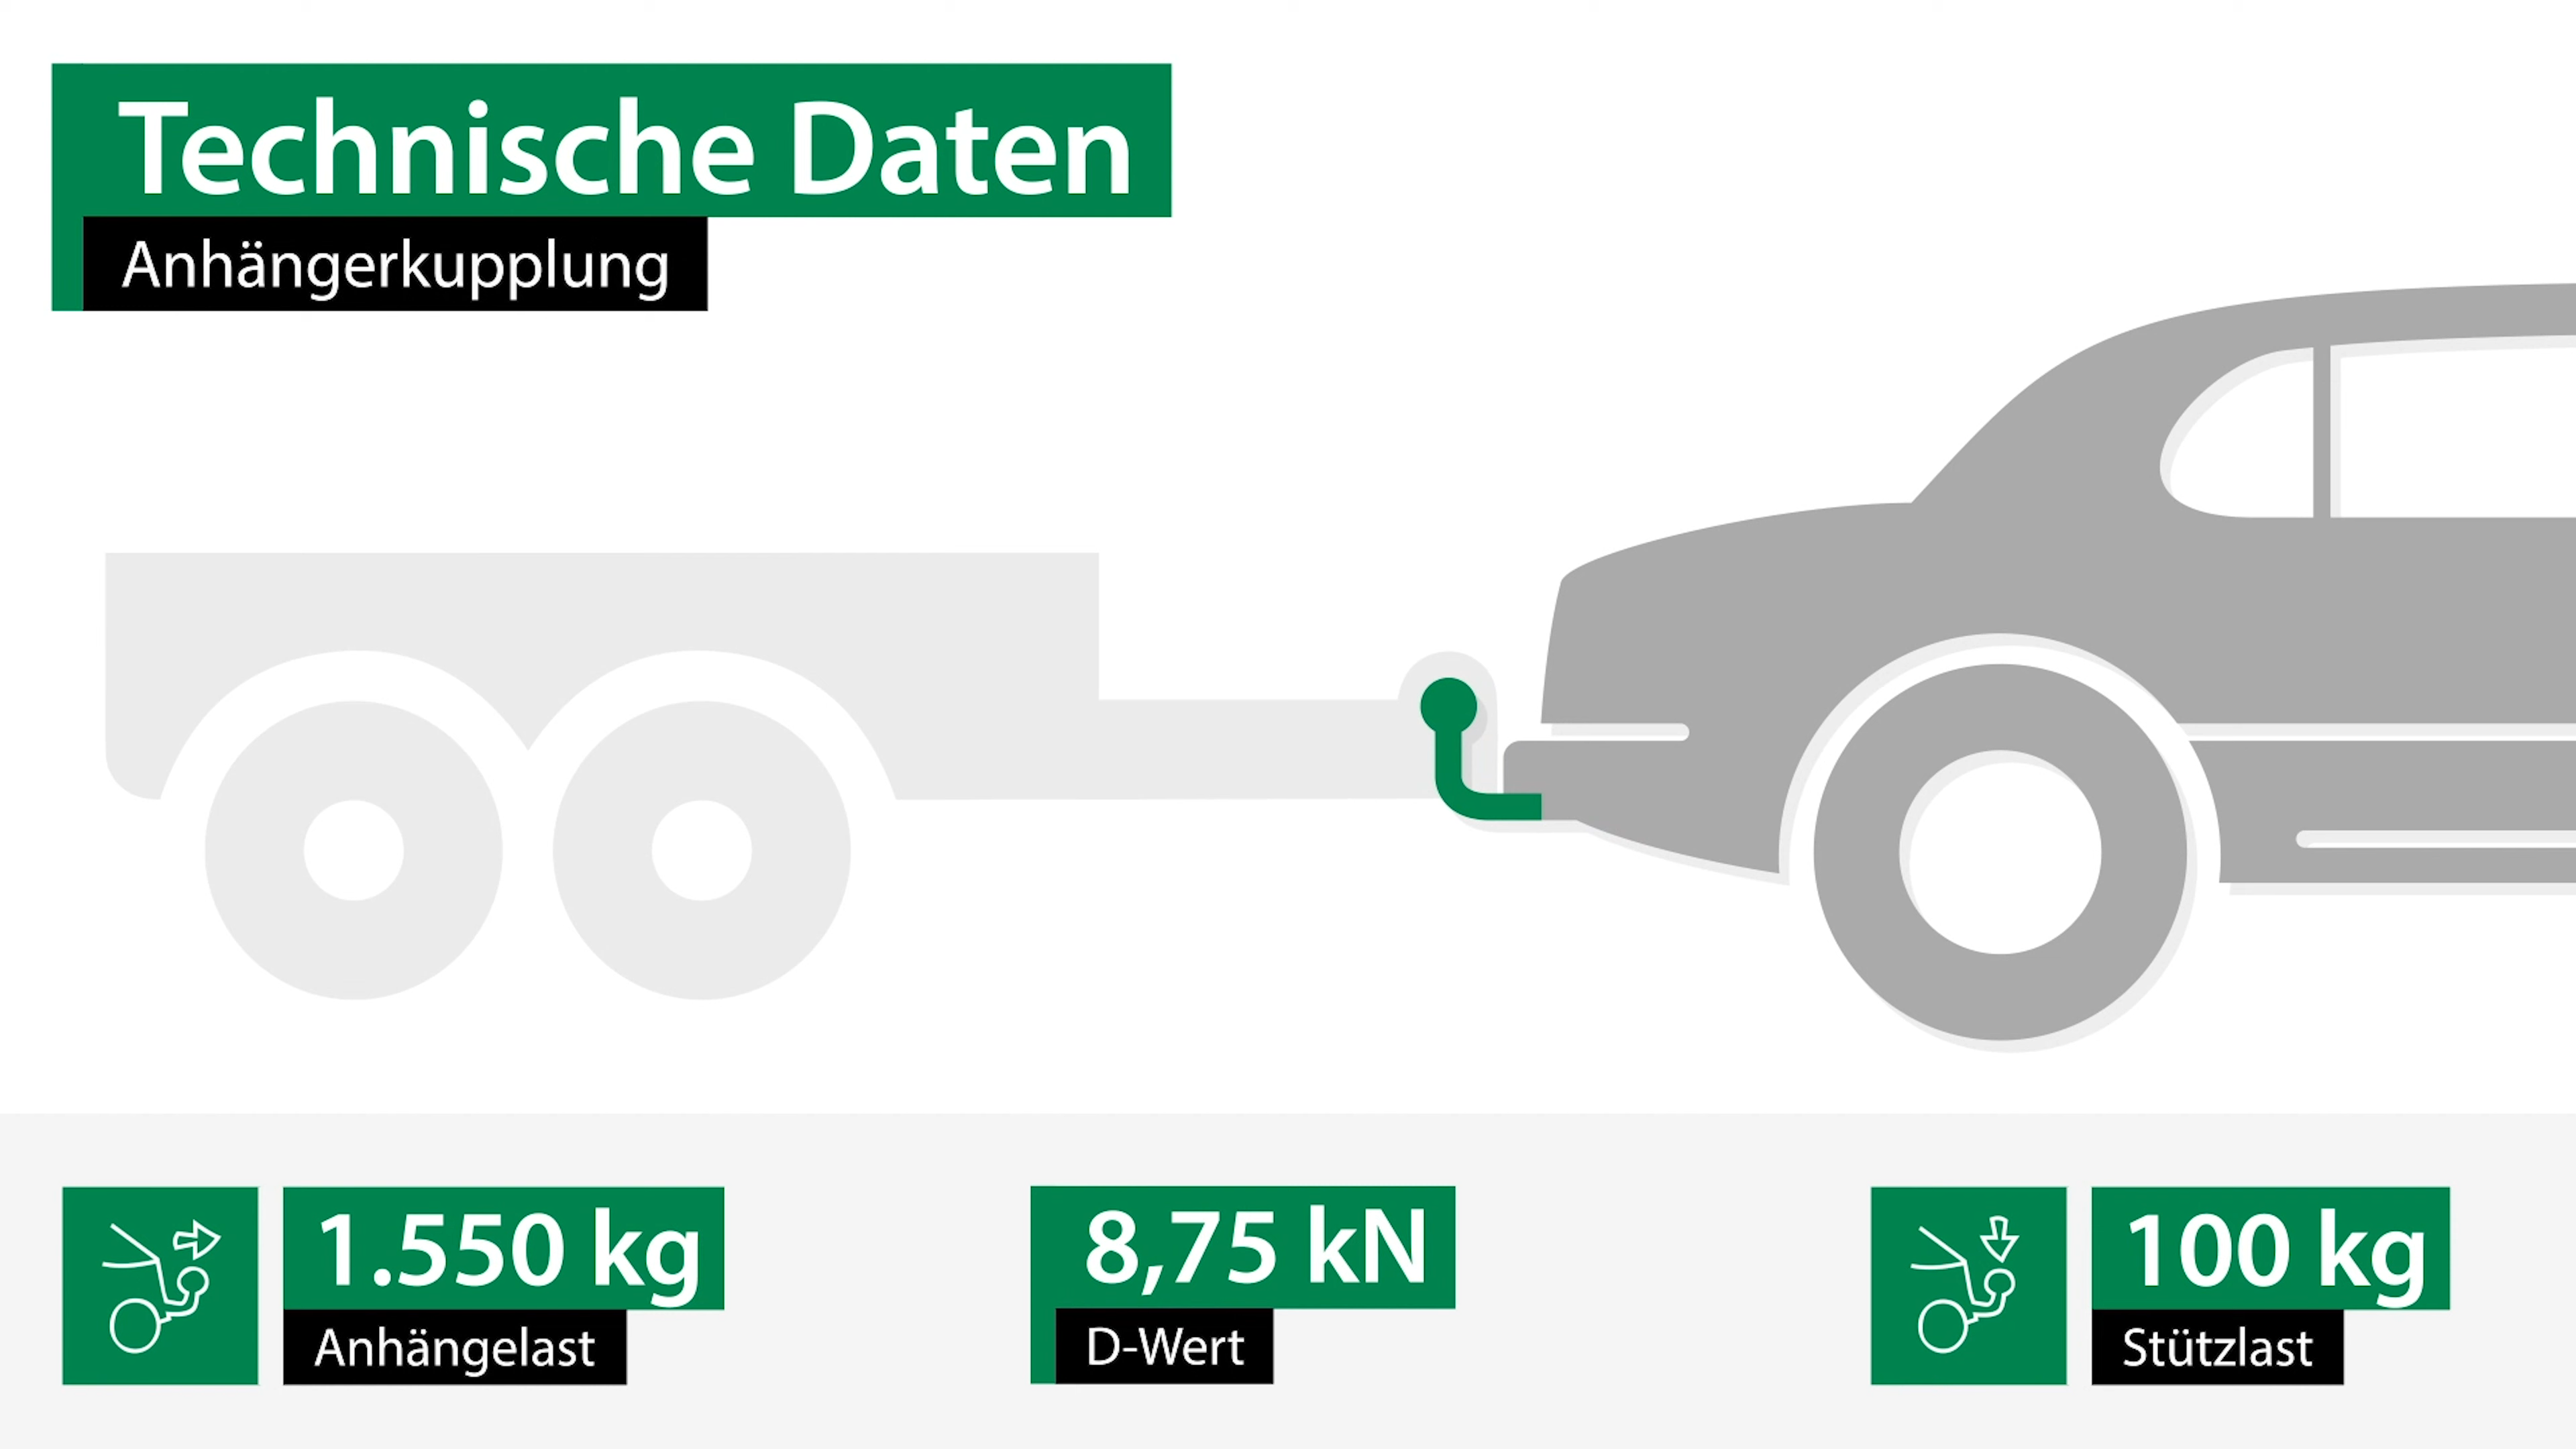 Technische Daten
Anhängerkupplung
1.550 kg
Anhängelast
8,75 kN
D-Wert
100 kg
Stützlast